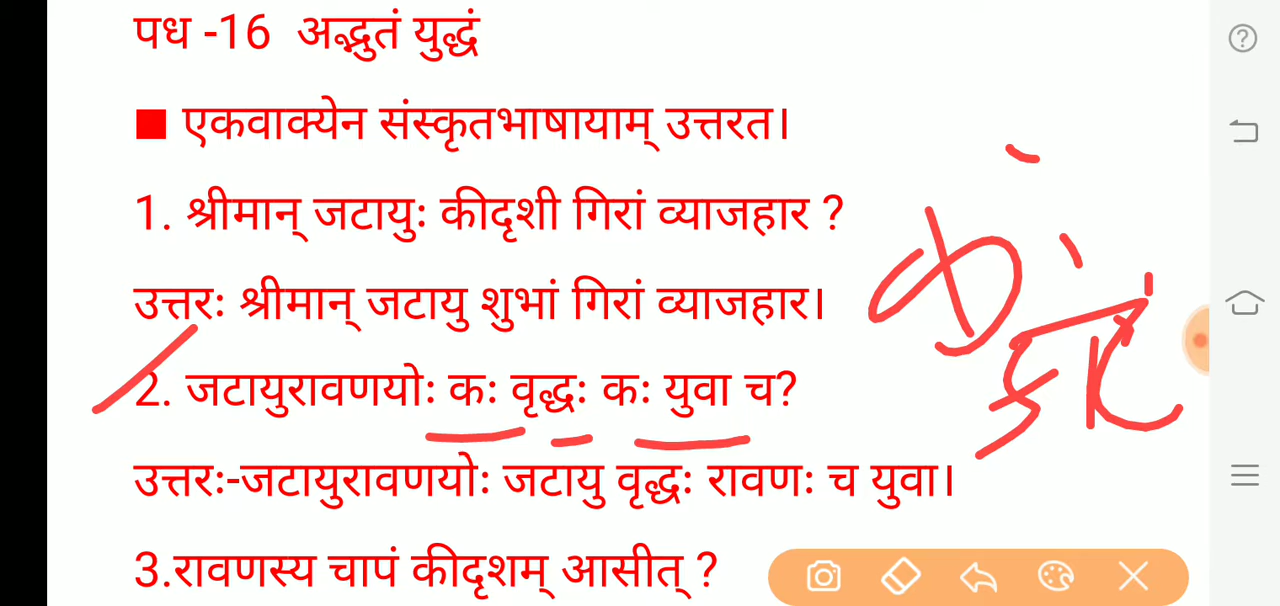 पध -16 अद्भुतं युद्धं
■ एकवाक्येन संस्कृतभाषायाम् उत्तरत।
1. श्रीमान् जटायुः कीदृशी गिरां व्याजहार ?
उत्तरः श्रीमान् जटायु शुभां गिरां व्याजहार।
2. जटायुरावणयोः कः वृद्धः कः युवा च?
उत्तरः-जटायुरावणयोः जटायु वृद्धः रावणः च युवा।
3.रावणस्य चापं कीदृशम् आसीत् ?